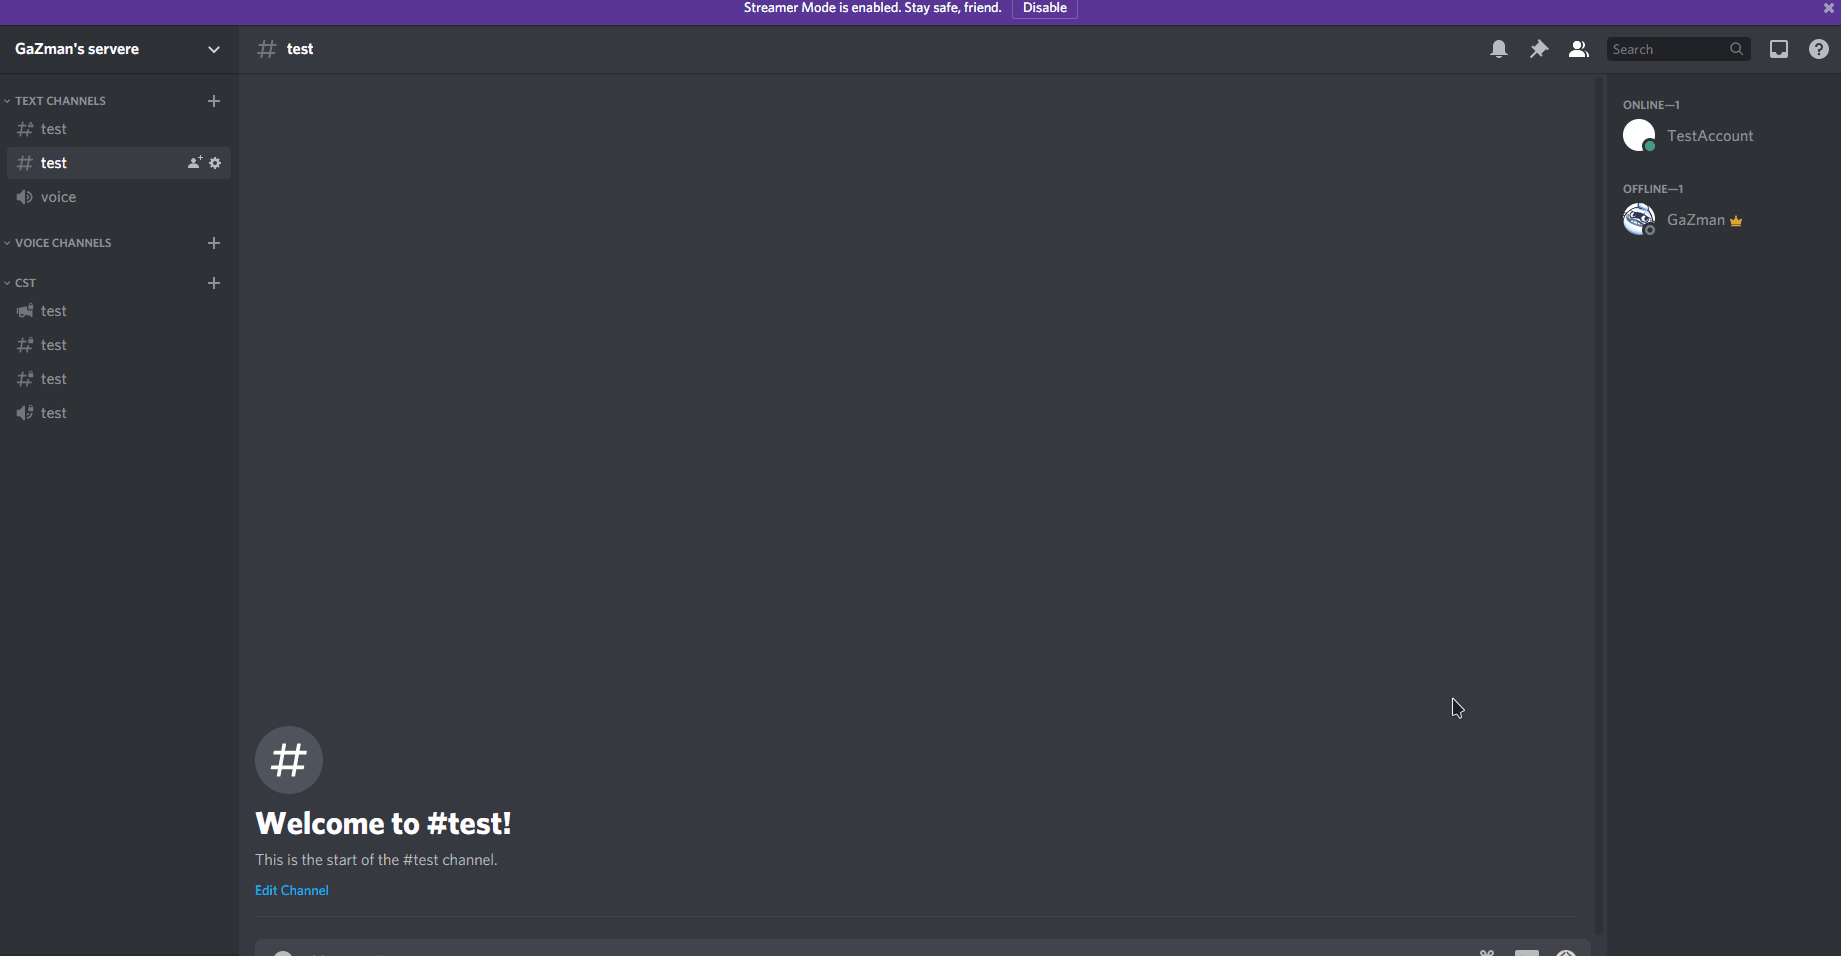 Streamer Mode is enabled. Stay safe, friend.
Disable
GaZman's servere
test
Search
TEXT CHANNELS
test
test
voice
VOICE CHANNELS
CST
test
test
test
test
Welcome to #test!
This is the start of the #test channel.
Edit Channel
ONLINE—1
TestAccount
OFFLINE—1
GaZman